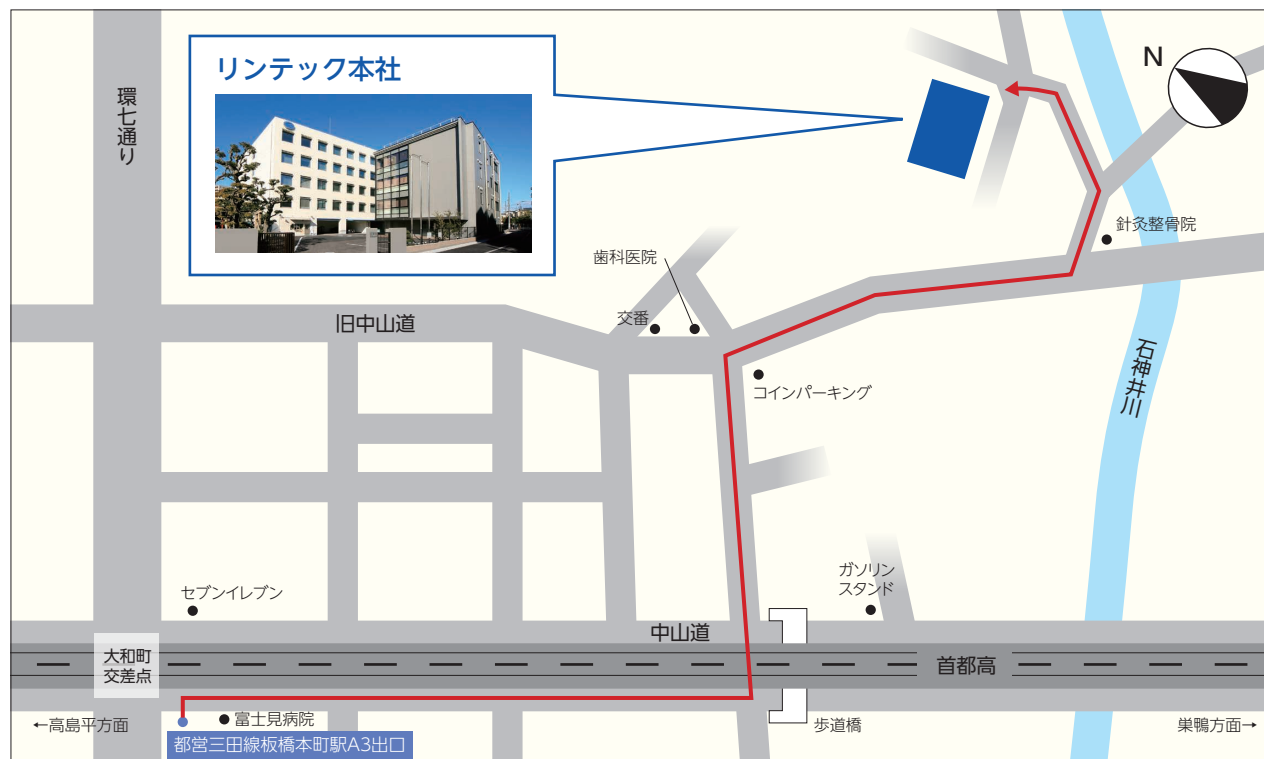 リンテック本社
N
環七通り
針灸整骨院
歯科医院
交番
旧中山道
コインパーキング
石神井川
セブンイレブン
ガソリン
スタンド
中山道
大和町
交差点
首都高
←高島平方面
富士見病院
歩道橋
巣鴨方面→
都営三田線板橋本町駅A3出口